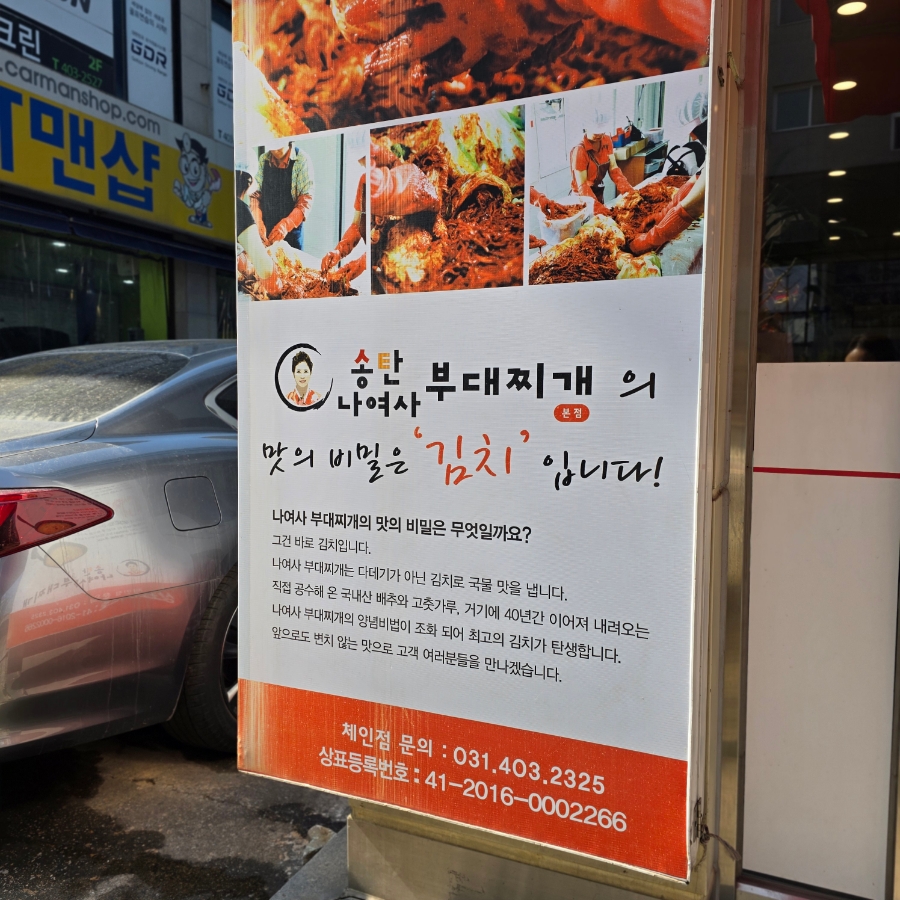 크린
2F
T 403-2577
GDR
.carmanshop.com
맨샵
송탄
나여사 부대찌개 의
본점
맛의 비밀은 '김치' 입니다!
나여사 부대찌개의 맛의 비밀은 무엇일까요?
그건 바로 김치입니다.
나여사 부대찌개는 다데기가 아닌 김치로 국물 맛을 냅니다.
직접 공수해 온 국내산 배추와 고춧가루, 거기에 40년간 이어져 내려오는
나여사 부대찌개의 양념비법이 조화 되어 최고의 김치가 탄생합니다.
앞으로도 변치 않는 맛으로 고객 여러분들을 만나겠습니다.
체인점 문의 : 031.403.2325
상표등록번호 : 41-2016-0002266